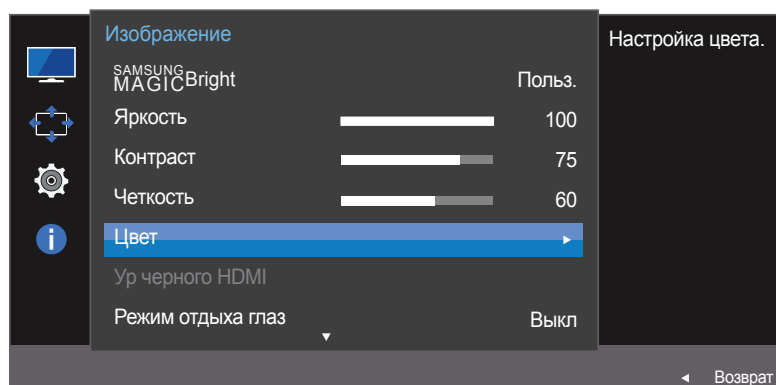 Изображение
Настройка цвета.
SAMSUNG
MAGICBright Польз.
Яркость 100
Контраст 75
Четкость 60
Цвет
Ур черного HDMI
Режим отдыха глаз Выкл
Возврат